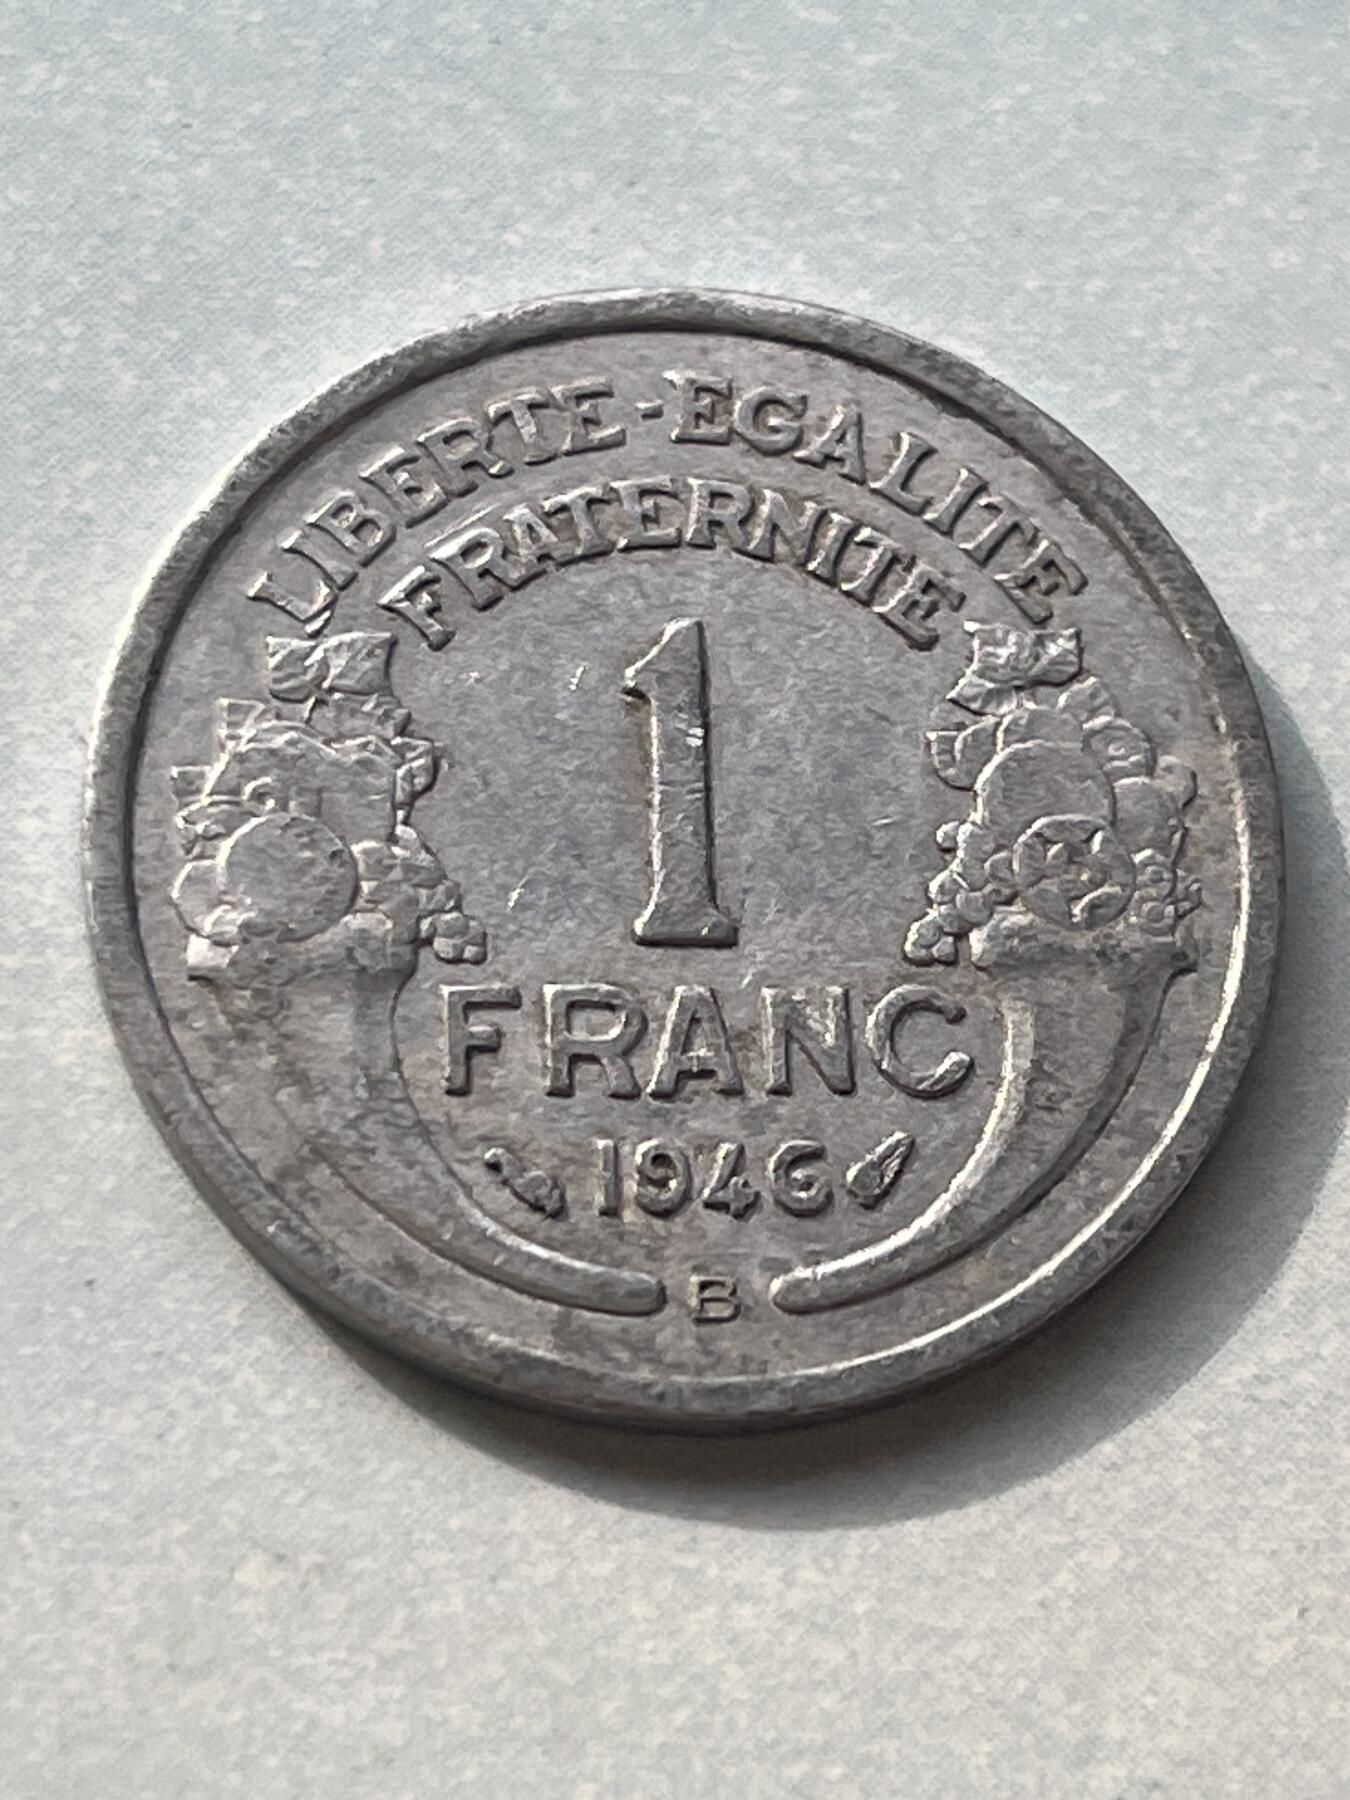 LIBERTE-EGALITE
FRATERNITE
1
FRANC
1946
B